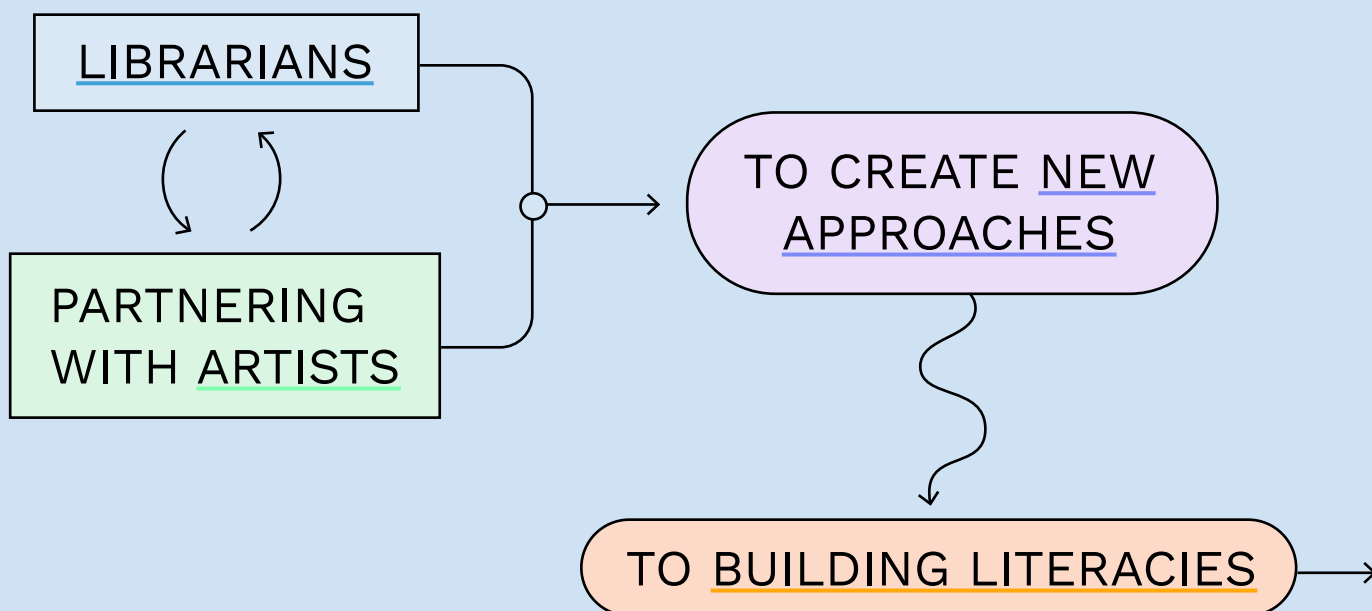 LIBRARIANS
PARTNERING
WITH ARTISTS
TO CREATE NEW
APPROACHES
TO BUILDING LITERACIES